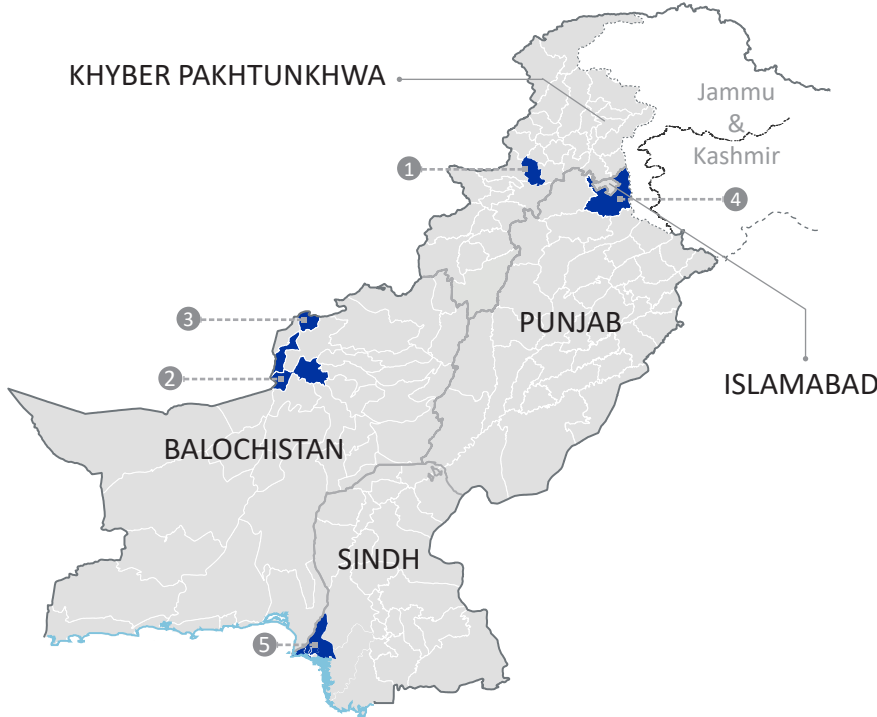 KHYBER PAKHTUNKHWA
Jammu
&
Kashmir
1
4
3
PUNJAB
2
ISLAMABAD
BALOCHISTAN
SINDH
5